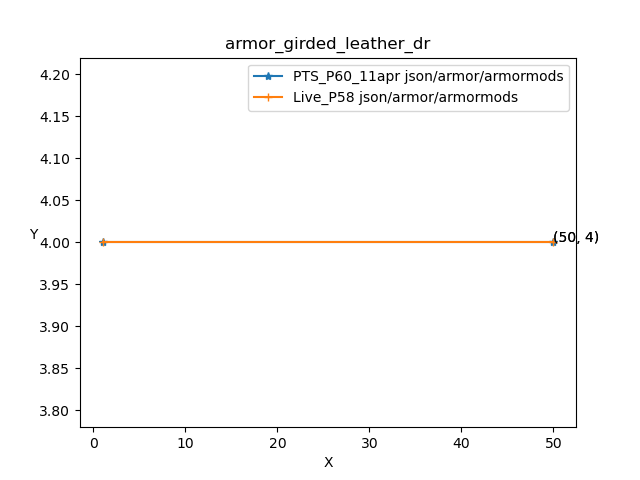 armor_girded_leather_dr
PTS_P60_11apr json/armor/armormods
Live_P58 json/armor/armormods
4.20
4.15
4.10
4.05
Y
4.00
(50, 4)
3.95
3.90
3.85
3.80
0 10 20 30 40 50
X